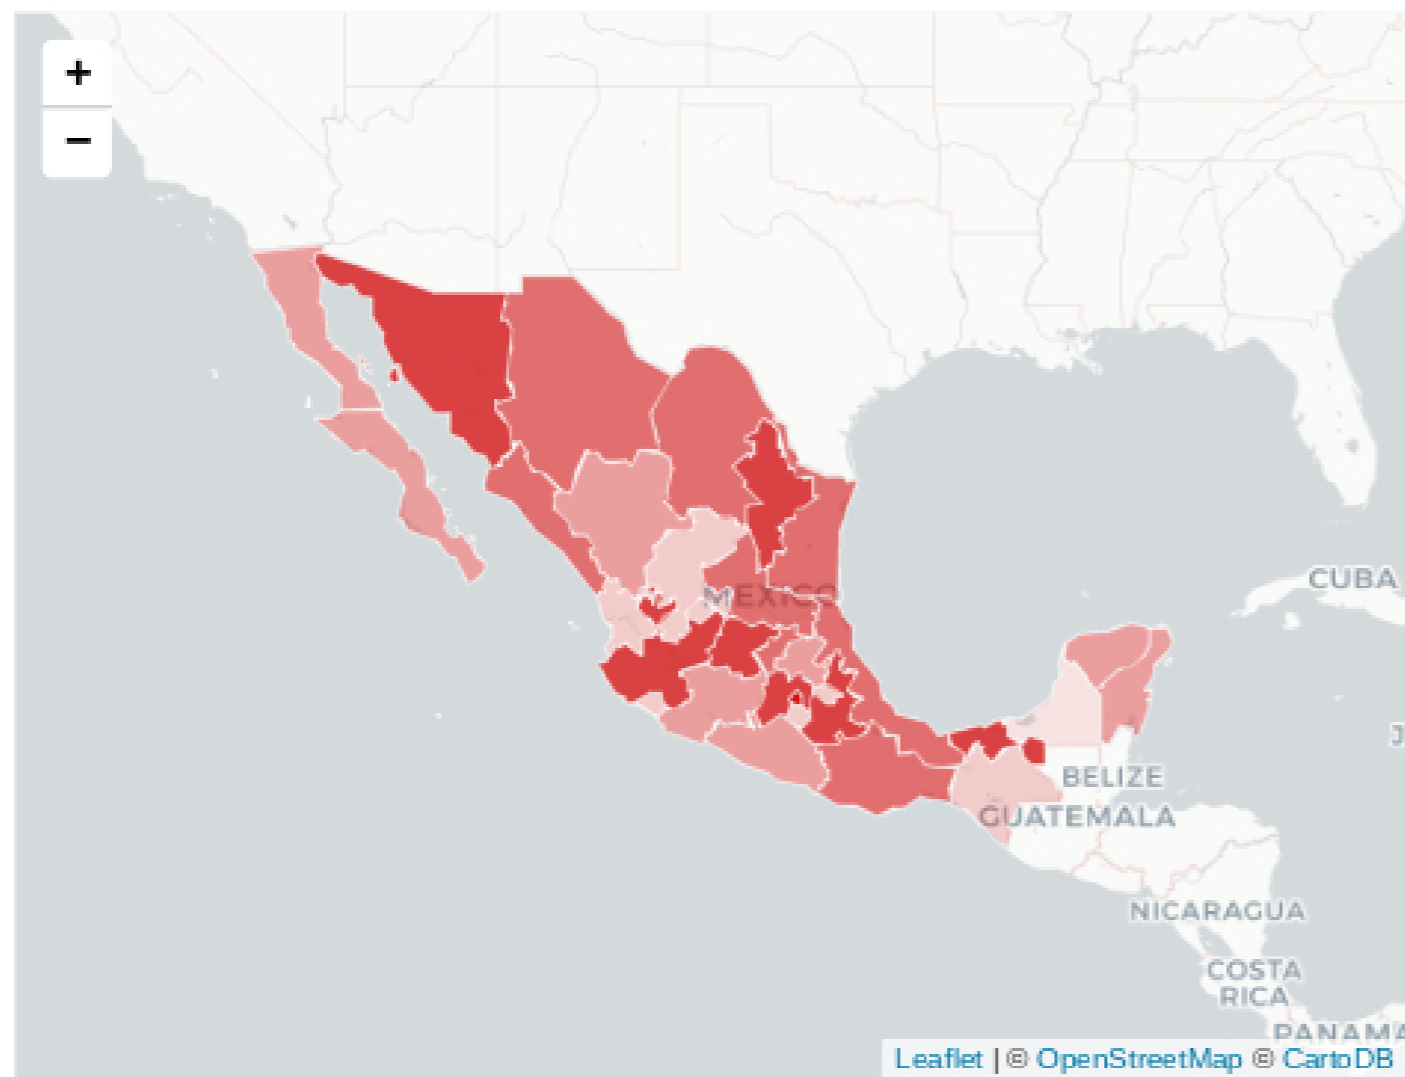 +
−
MEXICO
CUBA
J
BELIZE
GUATEMALA
NICARAGUA
COSTA
RICA
PANAMA
Leaflet | © OpenStreetMap © CartoDB